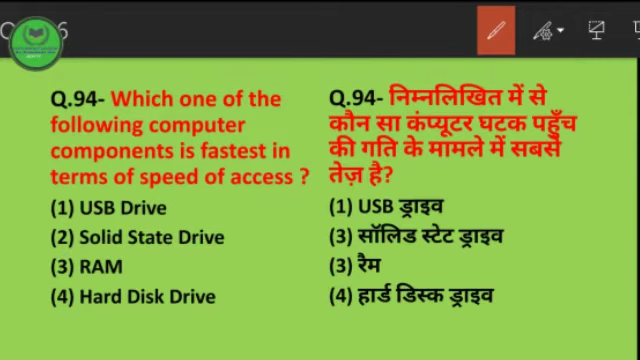 Q.94- Which one of the
following computer
components is fastest in
terms of speed of access ?
(1) USB Drive
(2) Solid State Drive
(3) RAM
(4) Hard Disk Drive
Q.94- निम्नलिखित में से
कौन सा कंप्यूटर घटक पहुँच
की गति के मामले में सबसे
तेज़ है?
(1) USB ड्राइव
(3) सॉलिड स्टेट ड्राइव
(3) रैम
(4) हार्ड डिस्क ड्राइव